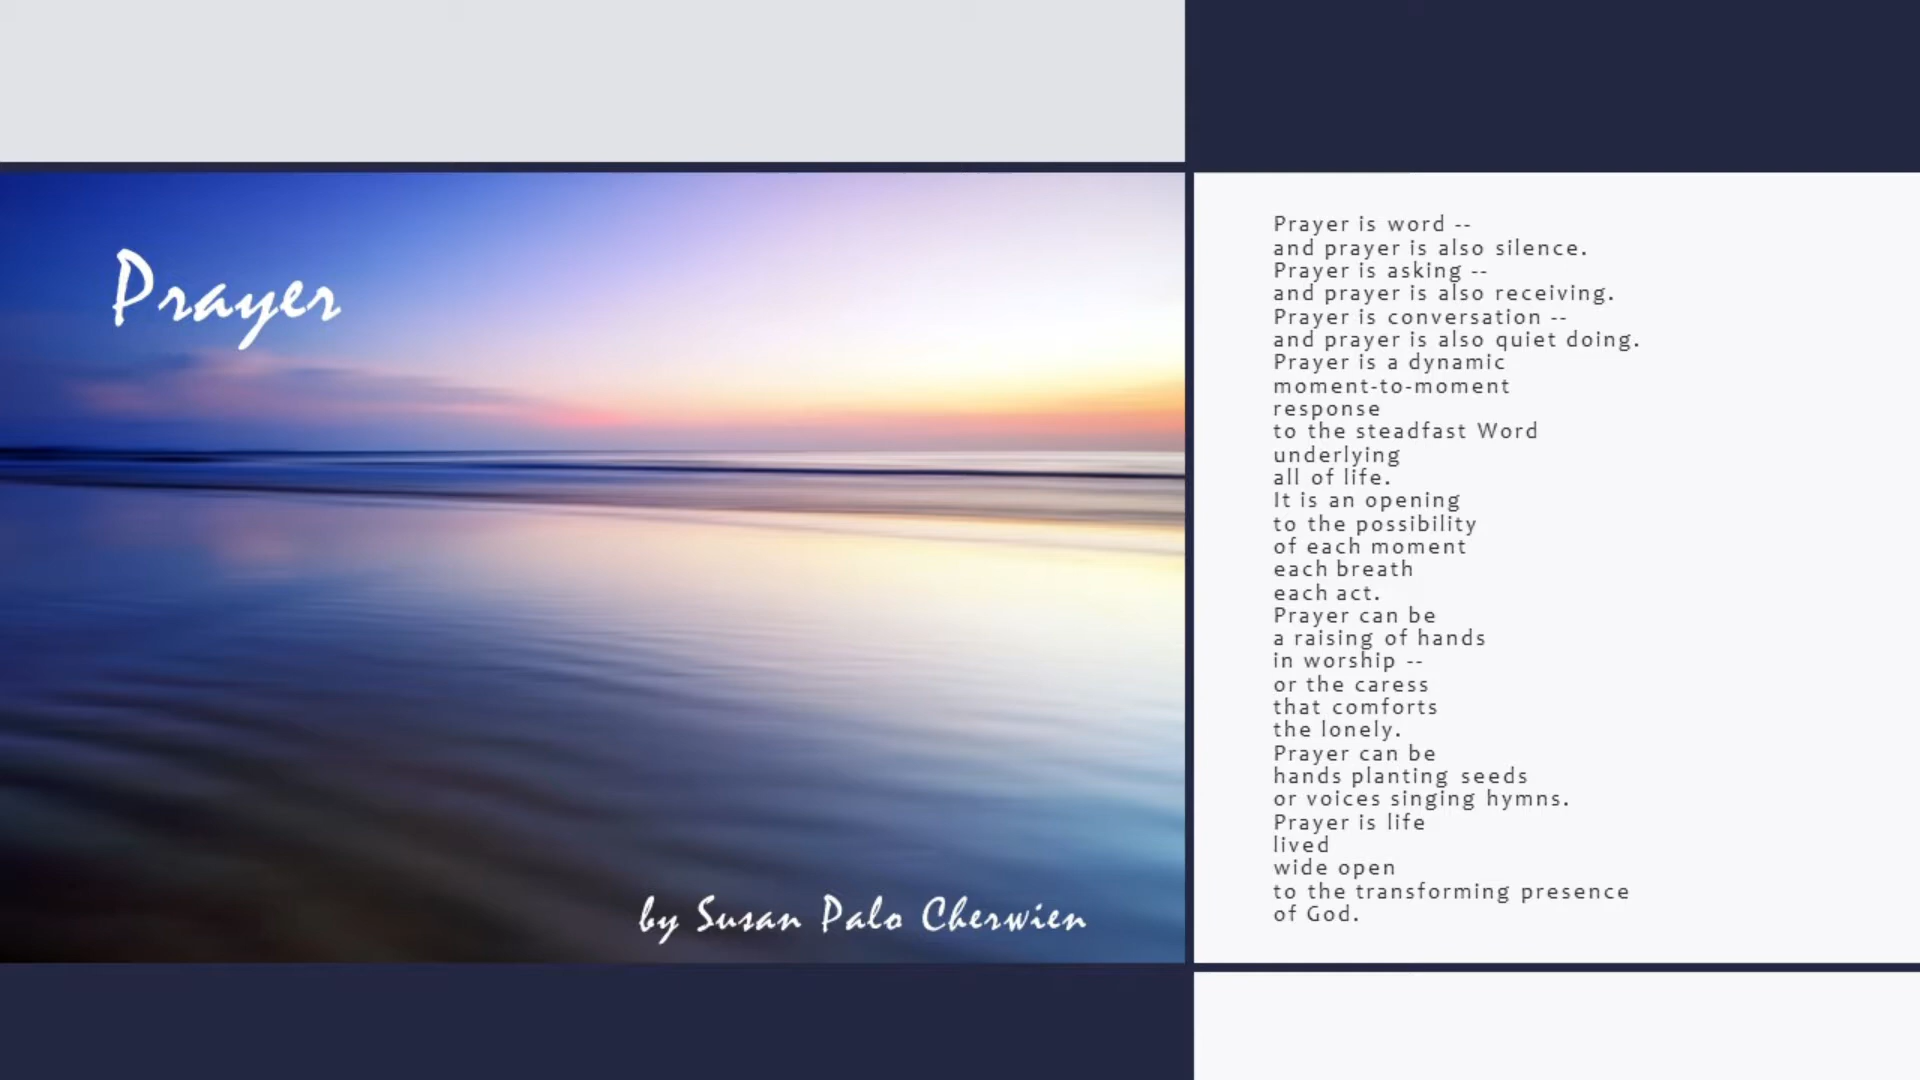 Prayer
by Susan Palo Cherwien
Prayer is word --
and prayer is also silence.
Prayer is asking --
and prayer is also receiving.
Prayer is conversation --
and prayer is also quiet doing.
Prayer is a dynamic
moment-to-moment
response
to the steadfast Word
underlying
all of life.
It is an opening
to the possibility
of each moment
each breath
each act.
Prayer can be
a raising of hands
in worship --
or the caress
that comforts
the lonely.
Prayer can be
hands planting seeds
or voices singing hymns.
Prayer is life
lived
wide open
to the transforming presence
of God.